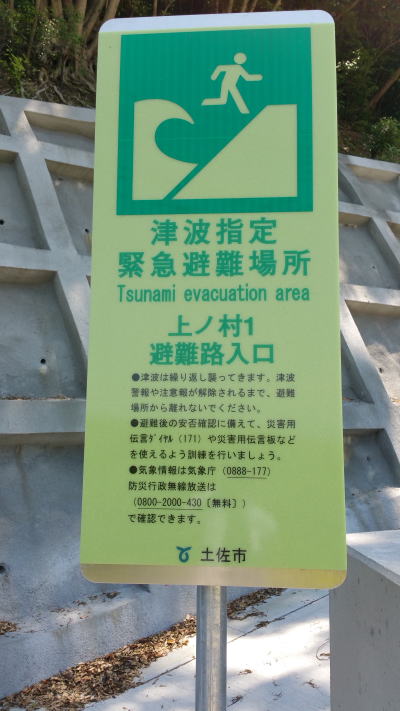 津波指定
緊急避難場所
Tsunami evacuation area
上ノ村1
避難路入口
●津波は繰り返し襲ってきます。津波
警報や注意報が解除されるまで、避難
場所から離れないでください。
●避難後の安否確認に備えて、災害用
伝言ﾀﾞｲﾔﾙ(171)や災害用伝言板など
を使えるよう訓練を行いましょう。
●気象情報は気象庁(0888-177)
防災行政無線放送は
(0800-2000-430〔無料〕)
で確認できます。
土佐市